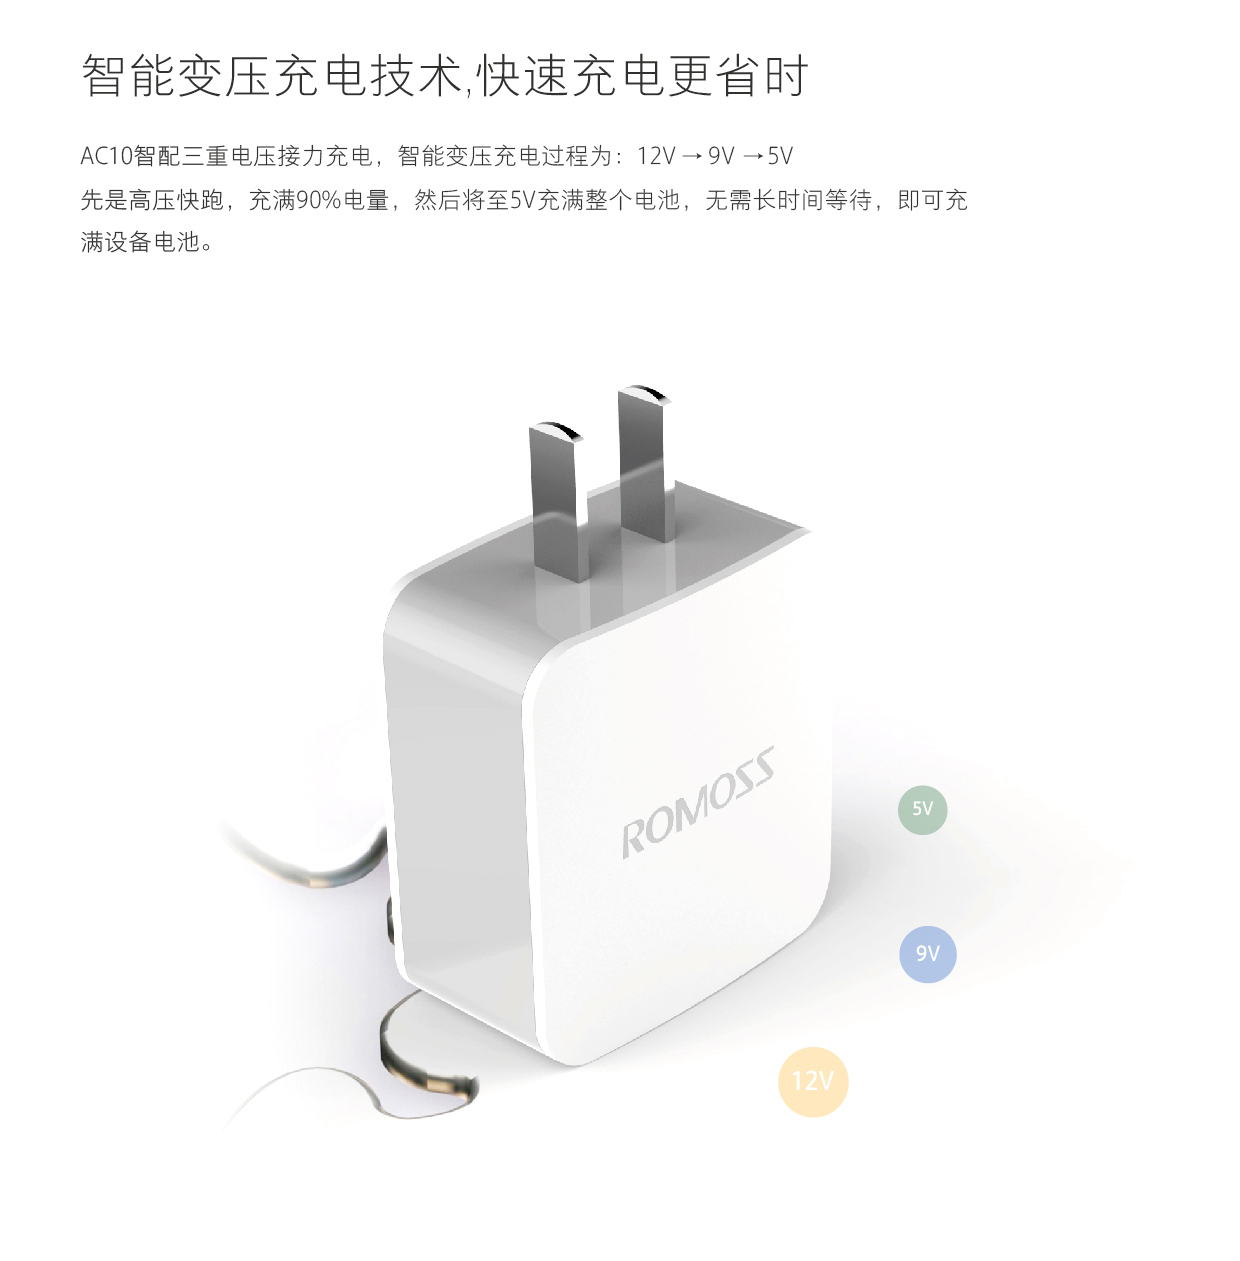 智能变压充电技术,快速充电更省时
AC10智配三重电压接力充电，智能变压充电过程为：12V→9V→5V
先是高压快跑，充满90%电量，然后将至5V充满整个电池，无需长时间等待，即可充
满设备电池。
ROMOSS
5V
9V
12V